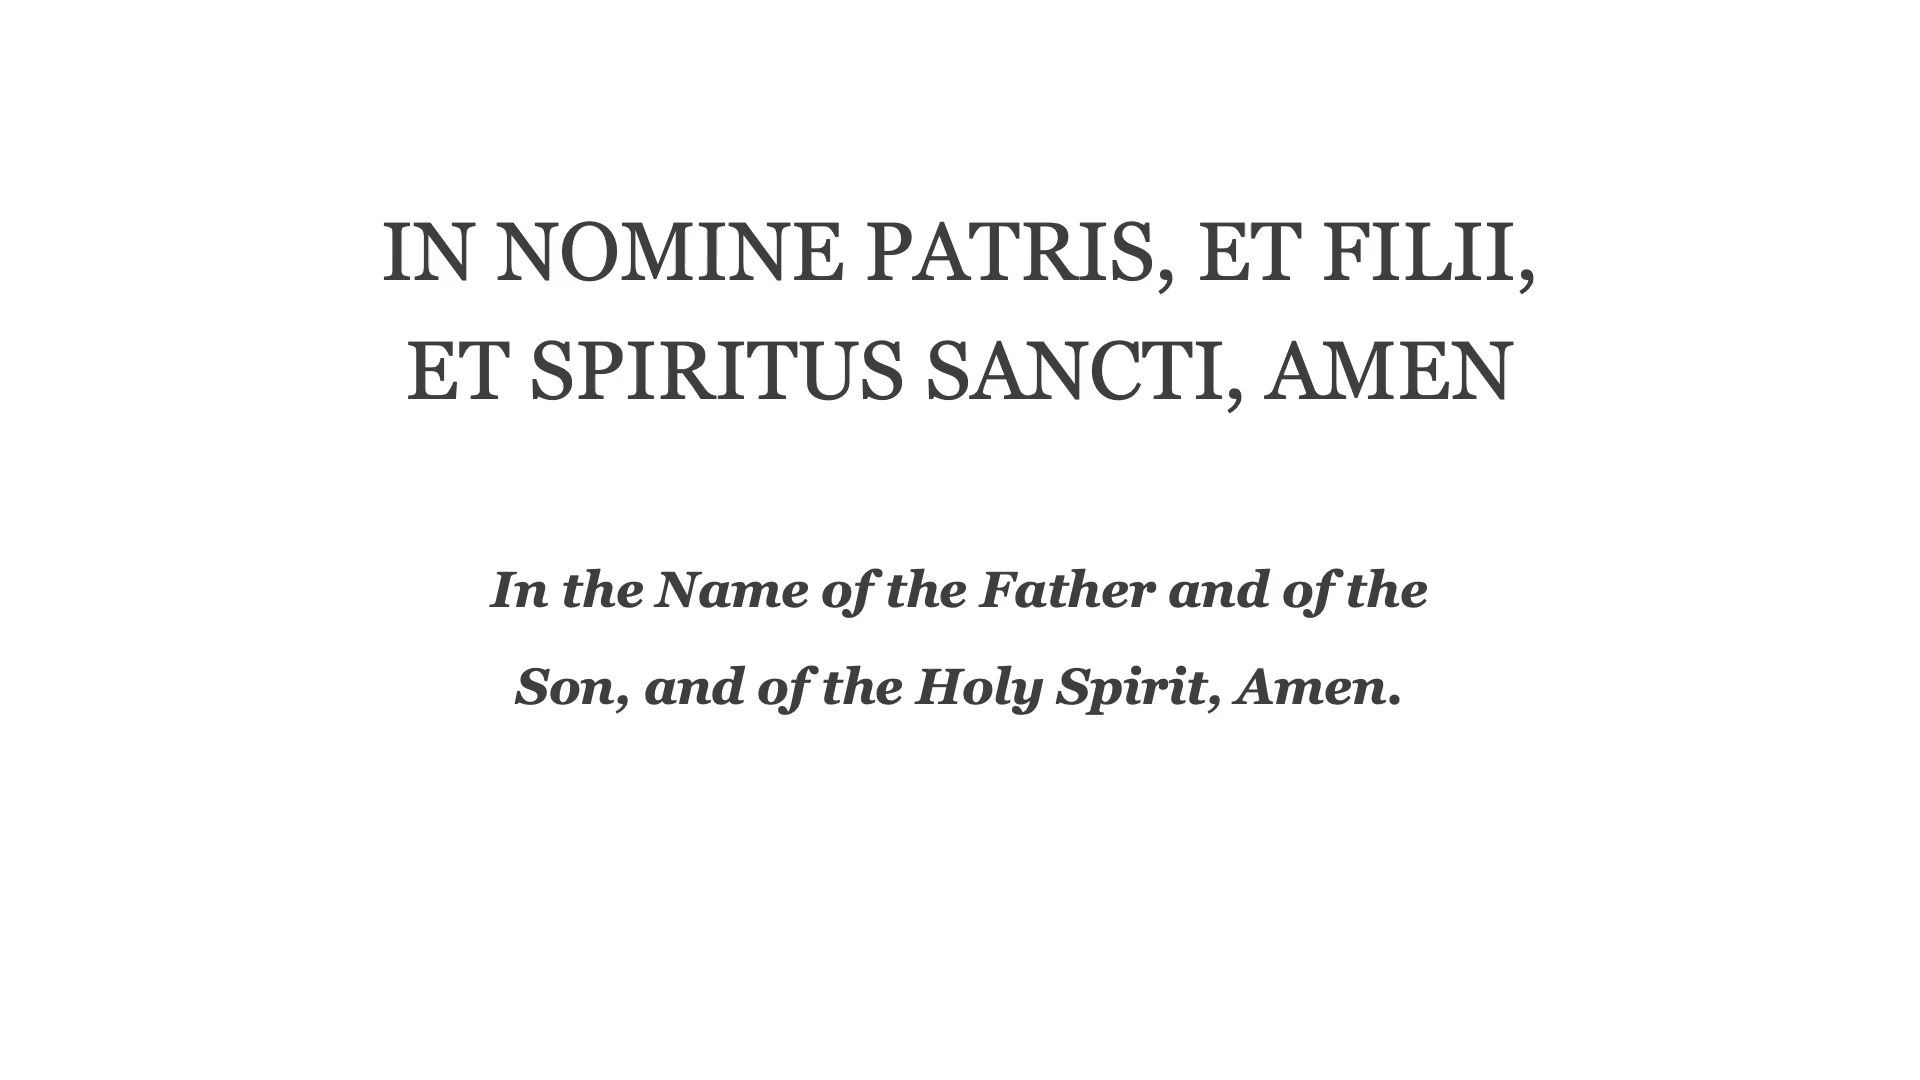 IN NOMINE PATRIS, ET FILII,
ET SPIRITUS SANCTI, AMEN
In the Name of the Father and of the
Son, and of the Holy Spirit, Amen.